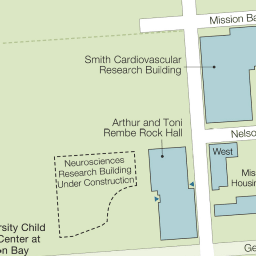 Mission Ba
Smith Cardiovascular
Research Building
Arthur and Toni
Rembe Rock Hall
Nelso
Neurosciences
Research Building
Under Construction
West
Mis
Housin
rsity Child
Center at
on Bay
Ge